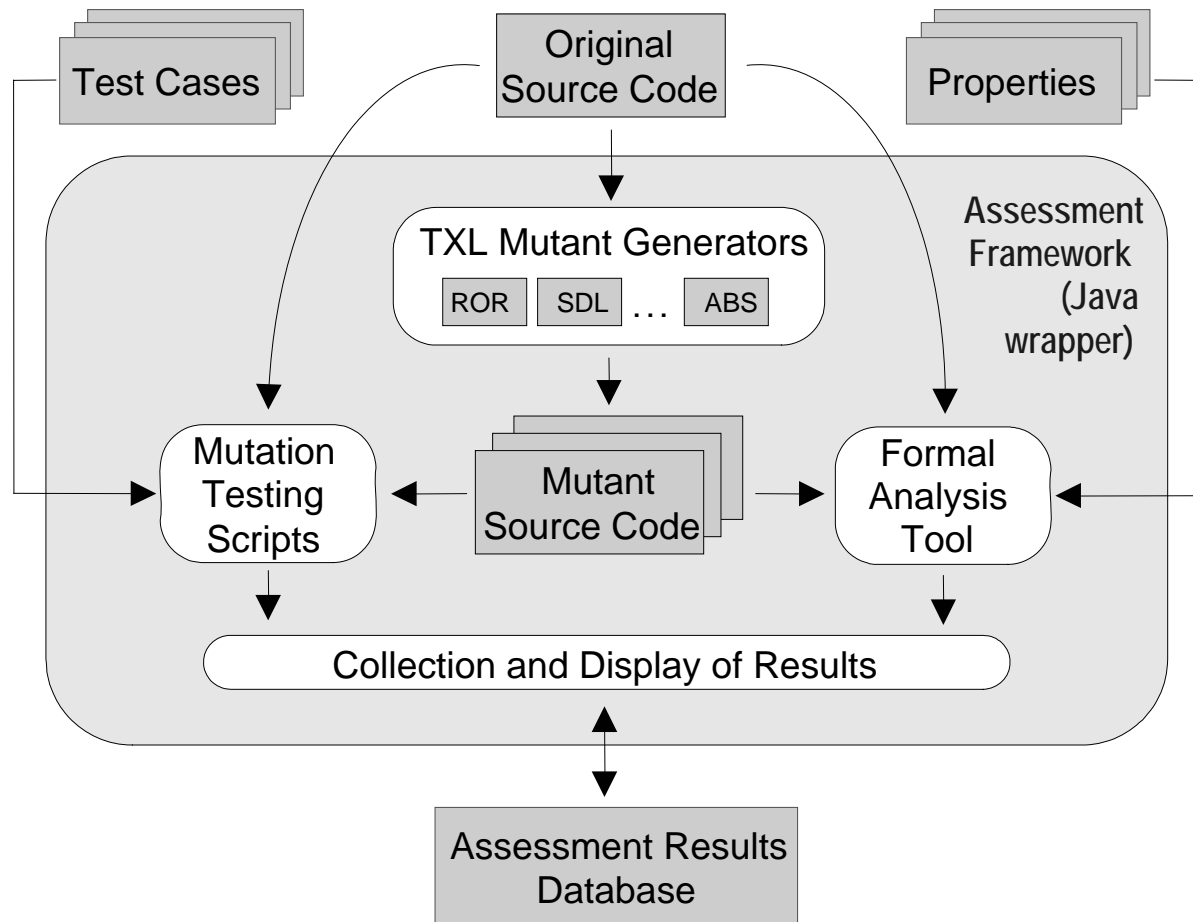 Test Cases
Original
Source Code
Properties
Assessment
Framework
(Java
wrapper)
TXL Mutant Generators
ROR SDL ... ABS
Mutation
Testing
Scripts
Mutant
Source Code
Formal
Analysis
Tool
Collection and Display of Results
Assessment Results
Database